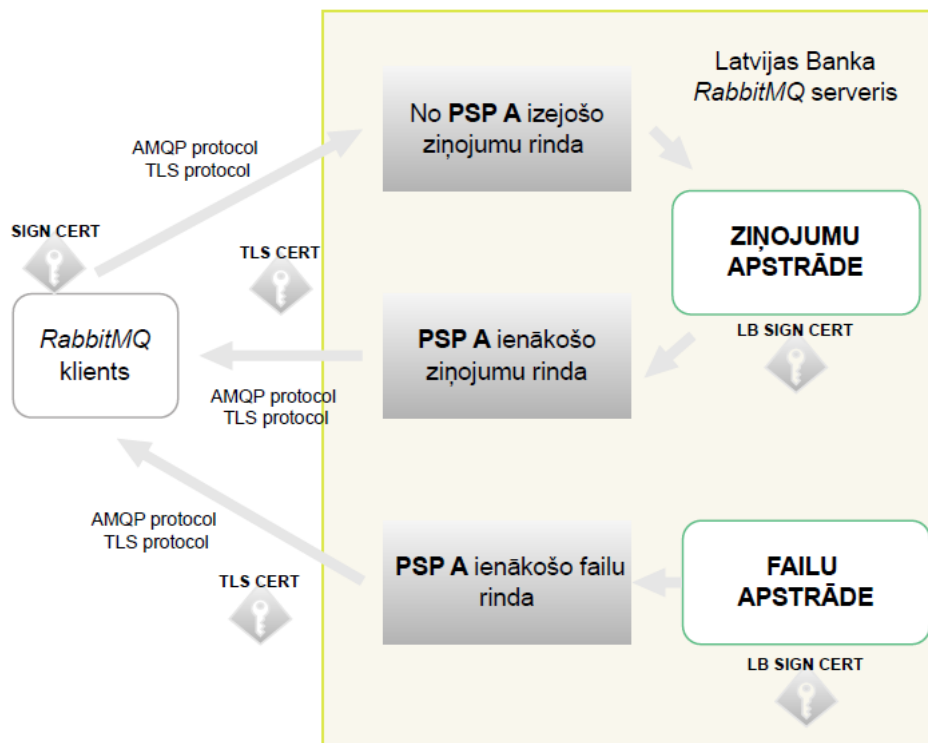 Latvijas Banka
RabbitMQ serveris
No PSP A izejošo
ziņojumu rinda
AMQP protocol
TLS protocol
SIGN CERT
TLS CERT
ZIŅOJUMU
APSTRĀDE
RabbitMQ
klients
PSP A ienākošo
ziņojumu rinda
LB SIGN CERT
AMQP protocol
TLS protocol
AMQP protocol
TLS protocol
PSP A ienākošo failu
rinda
FAILU
APSTRĀDE
TLS CERT
LB SIGN CERT